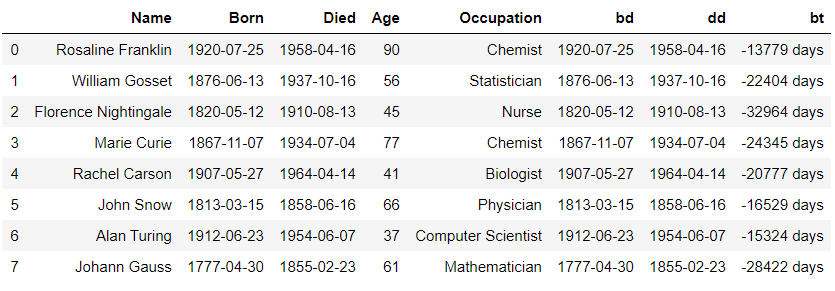 Name Born Died Age Occupation bd dd bt
0 Rosaline Franklin 1920-07-25 1958-04-16 90 Chemist 1920-07-25 1958-04-16 -13779 days
1 William Gosset 1876-06-13 1937-10-16 56 Statistician 1876-06-13 1937-10-16 -22404 days
2 Florence Nightingale 1820-05-12 1910-08-13 45 Nurse 1820-05-12 1910-08-13 -32964 days
3 Marie Curie 1867-11-07 1934-07-04 77 Chemist 1867-11-07 1934-07-04 -24345 days
4 Rachel Carson 1907-05-27 1964-04-14 41 Biologist 1907-05-27 1964-04-14 -20777 days
5 John Snow 1813-03-15 1858-06-16 66 Physician 1813-03-15 1858-06-16 -16529 days
6 Alan Turing 1912-06-23 1954-06-07 37 Computer Scientist 1912-06-23 1954-06-07 -15324 days
7 Johann Gauss 1777-04-30 1855-02-23 61 Mathematician 1777-04-30 1855-02-23 -28422 days